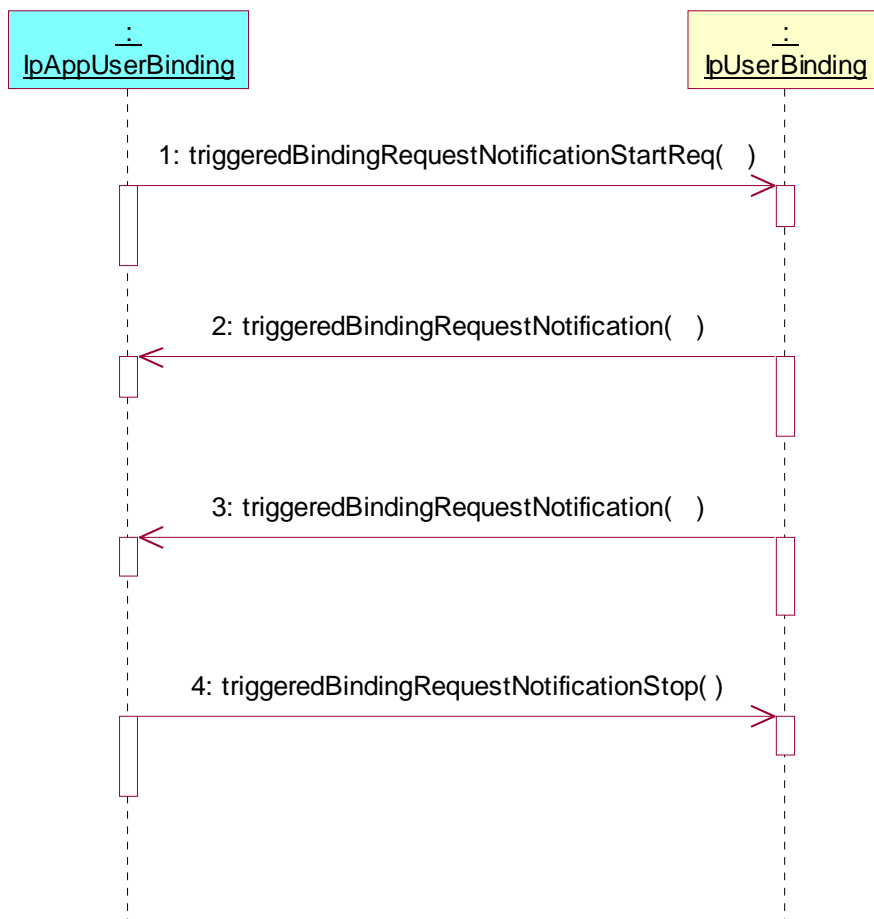 :
IpAppUserBinding
:
IpUserBinding
1: triggeredBindingRequestNotificationStartReq( )
2: triggeredBindingRequestNotification( )
3: triggeredBindingRequestNotification( )
4: triggeredBindingRequestNotificationStop( )